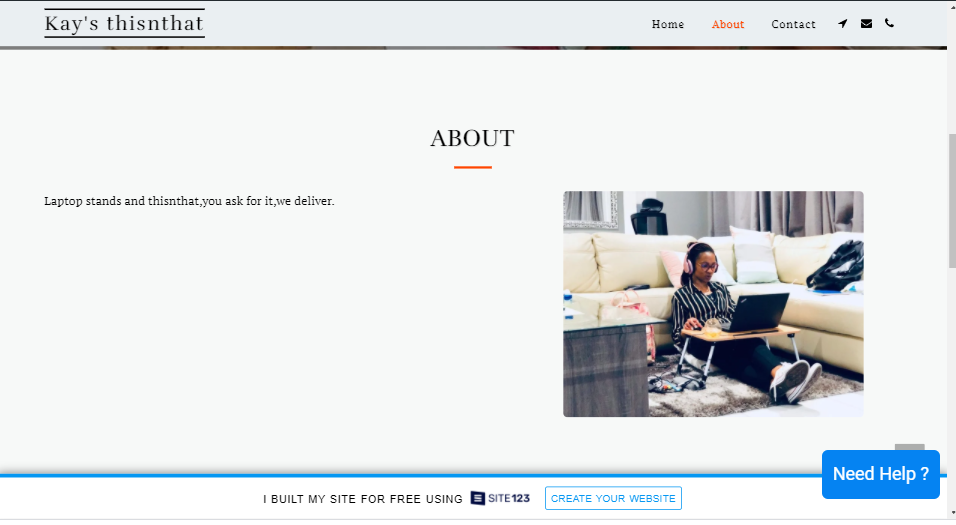 Kay's thisnthat
Home About Contact
ABOUT
Laptop stands and thisnthat,you ask for it,we deliver.
Need Help ?
I BUILT MY SITE FOR FREE USING SITE123 CREATE YOUR WEBSITE